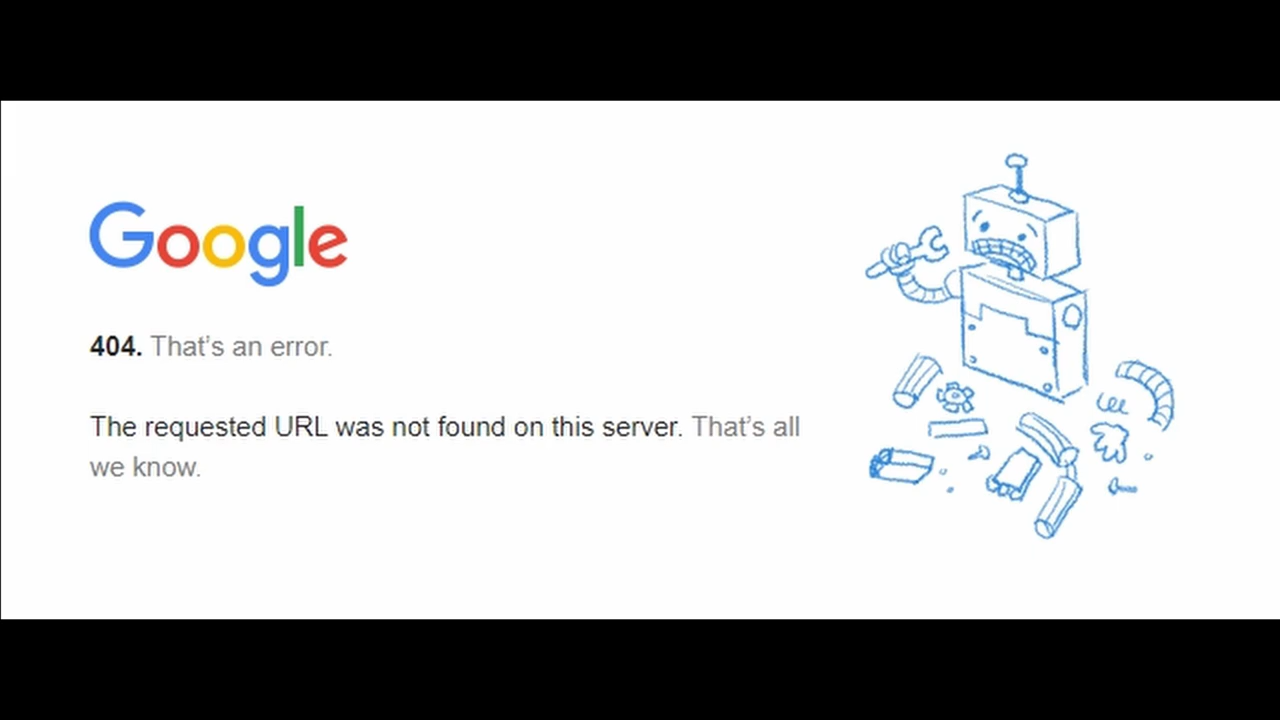 Google
404. That’s an error.
The requested URL was not found on this server. That’s all
we know.